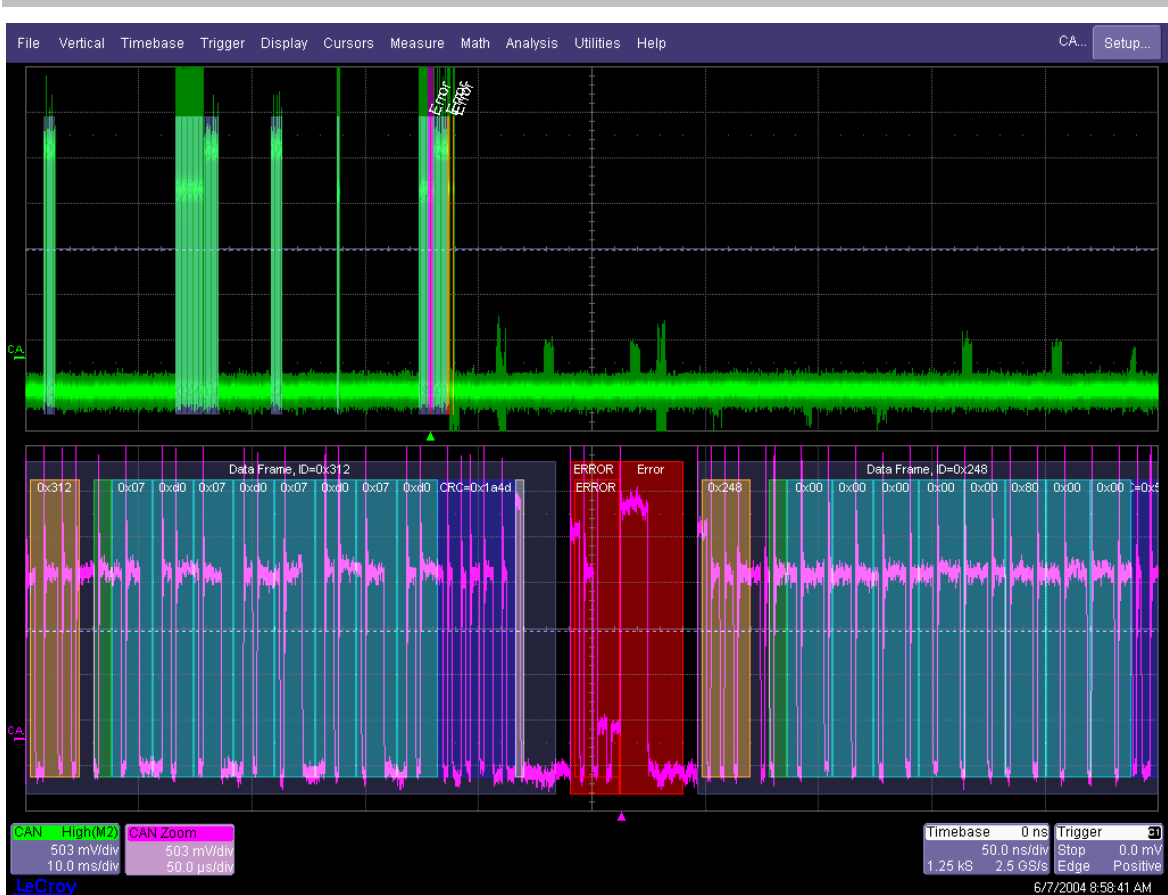 File Vertical Timebase Trigger Display Cursors Measure Math Analysis Utilities Help CA... Setup...
Error Error Error
CA
Data Frame, ID=0x312 ERROR Error Data Frame, ID=0x248
0x312 0x07 0xd0 0x07 0xd0 0x07 0xd0 0x07 0xd0 CRC=0x1a4d ERROR 0x248 0x00 0x00 0x00 0x00 0x00 0x80 0x00 0x00
CA
CAN High(M2) CAN Zoom Timebase 0 ns Trigger C1
503 mV/div 503 mV/div 50.0 ns/div Stop 0.0 mV
10.0 ms/div 50.0 µs/div 1.25 kS 2.5 GS/s Edge Positive
LeCroy 6/7/2004 8:58:41 AM